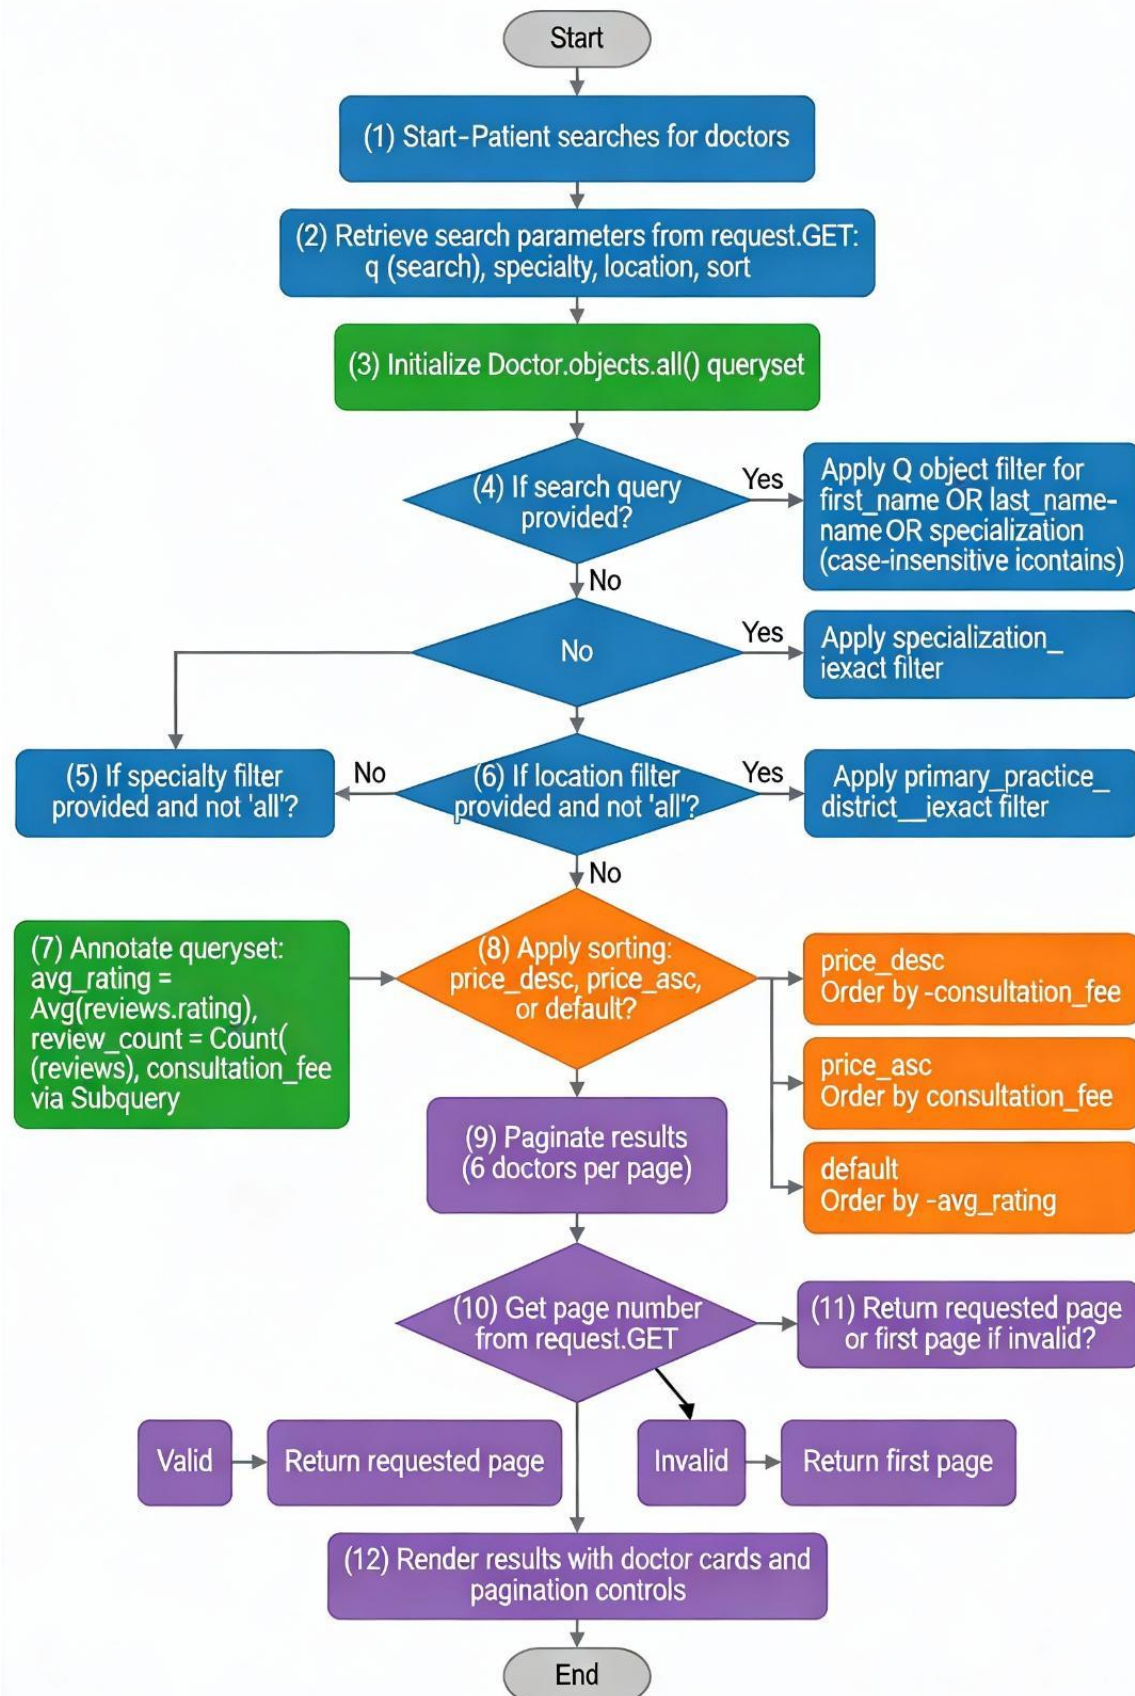 Start
(1) Start-Patient searches for doctors
(2) Retrieve search parameters from request.GET:
q (search), specialty, location, sort
(3) Initialize Doctor.objects.all() queryset
(4) If search query
provided?
Yes
Apply Q object filter for
first_name OR last_name-
name OR specialization
(case-insensitive icontains)
No
No
Yes
Apply specialization_
iexact filter
(5) If specialty filter
provided and not 'all'?
No
(6) If location filter
provided and not 'all'?
Yes
Apply primary_practice_
district__iexact filter
No
(7) Annotate queryset:
avg_rating =
Avg(reviews.rating),
review_count = Count(
(reviews), consultation_fee
via Subquery
(8) Apply sorting:
price_desc, price_asc,
or default?
price_desc
Order by -consultation_fee
price_asc
Order by consultation_fee
default
Order by -avg_rating
(9) Paginate results
(6 doctors per page)
(10) Get page number
from request.GET
(11) Return requested page
or first page if invalid?
Valid
Return requested page
Invalid
Return first page
(12) Render results with doctor cards and
pagination controls
End